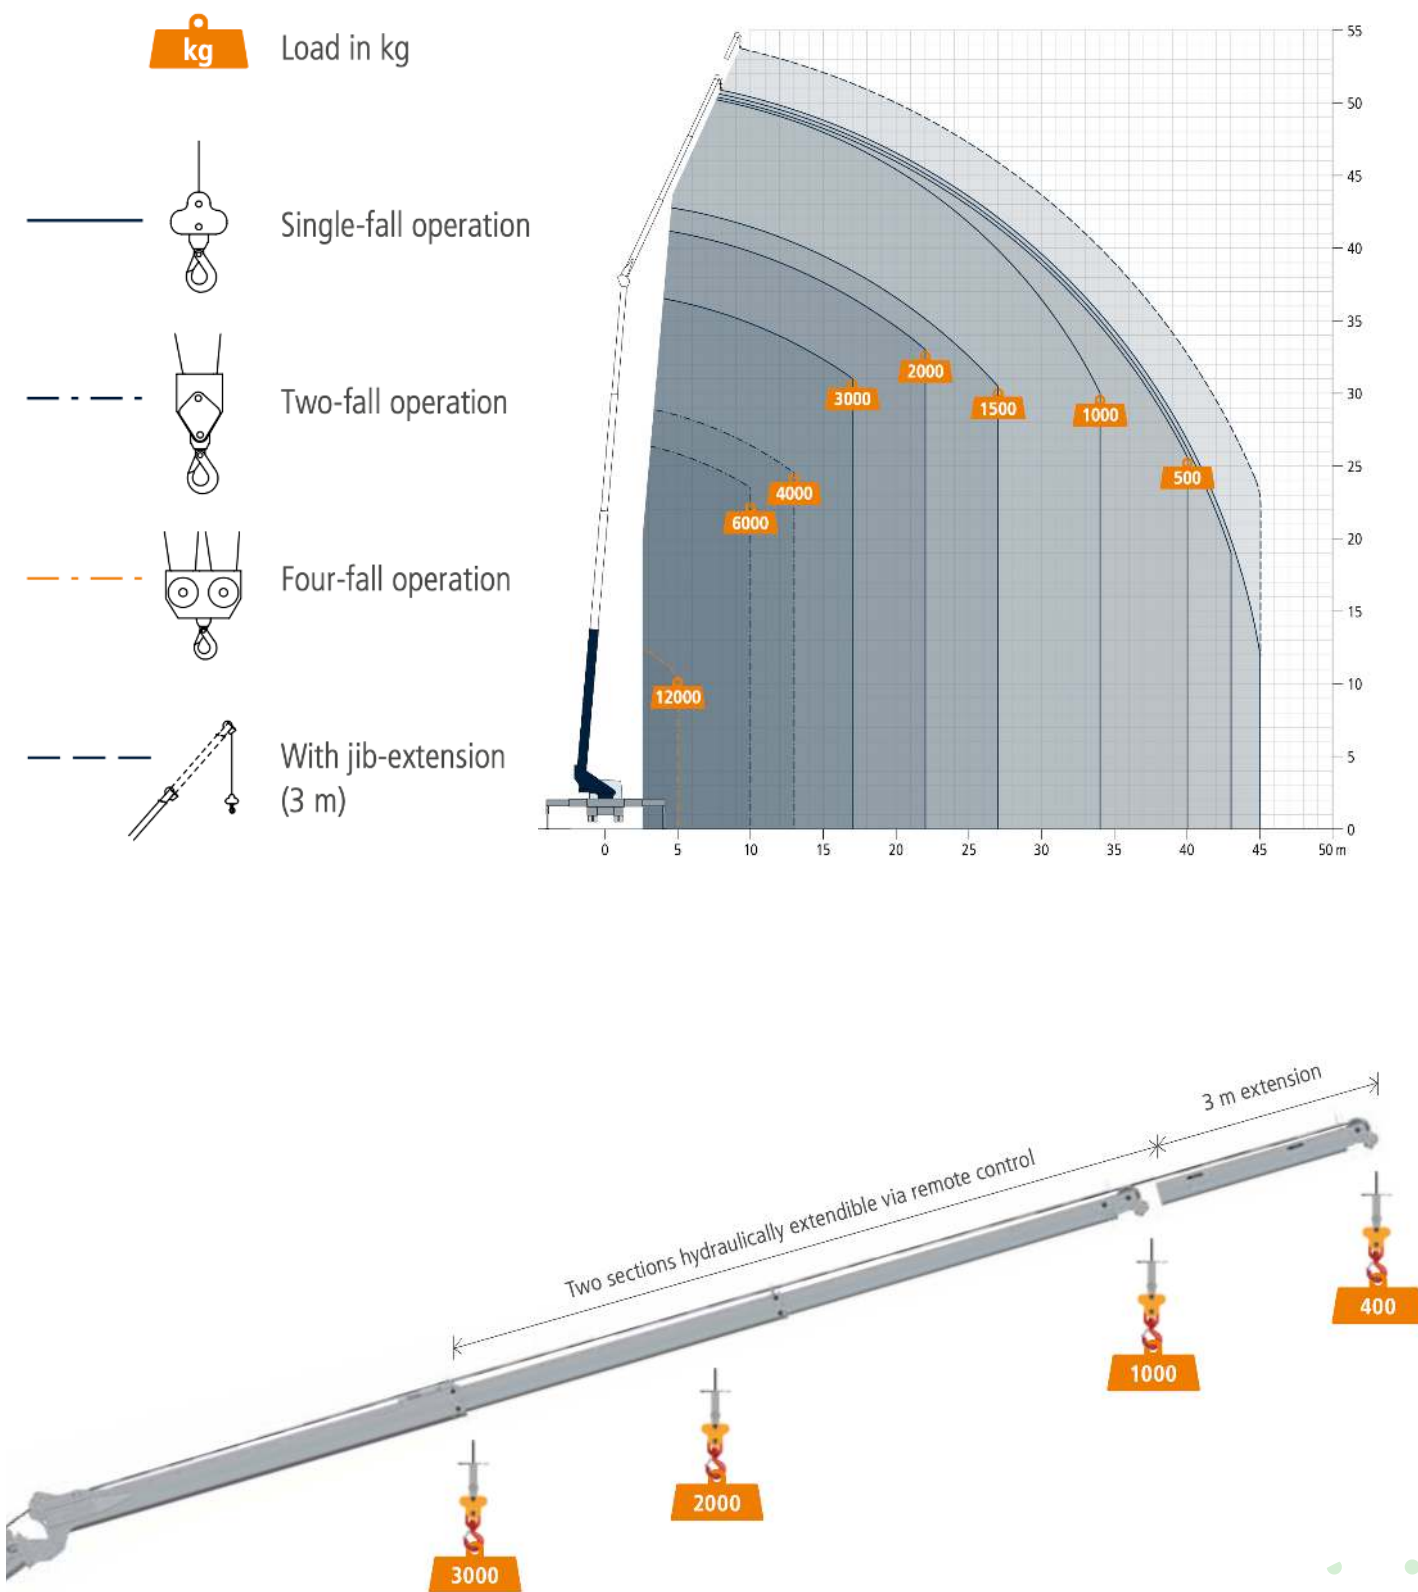 kg
Load in kg
Single-fall operation
Two-fall operation
Four-fall operation
With jib-extension
(3 m)
55
50
45
40
35
30
25
20
15
10
5
0
2000
3000
1500
1000
500
4000
6000
12000
0 5 10 15 20 25 30 35 40 45 50 m
3 m extension
Two sections hydraulically extendible via remote control
400
1000
2000
3000